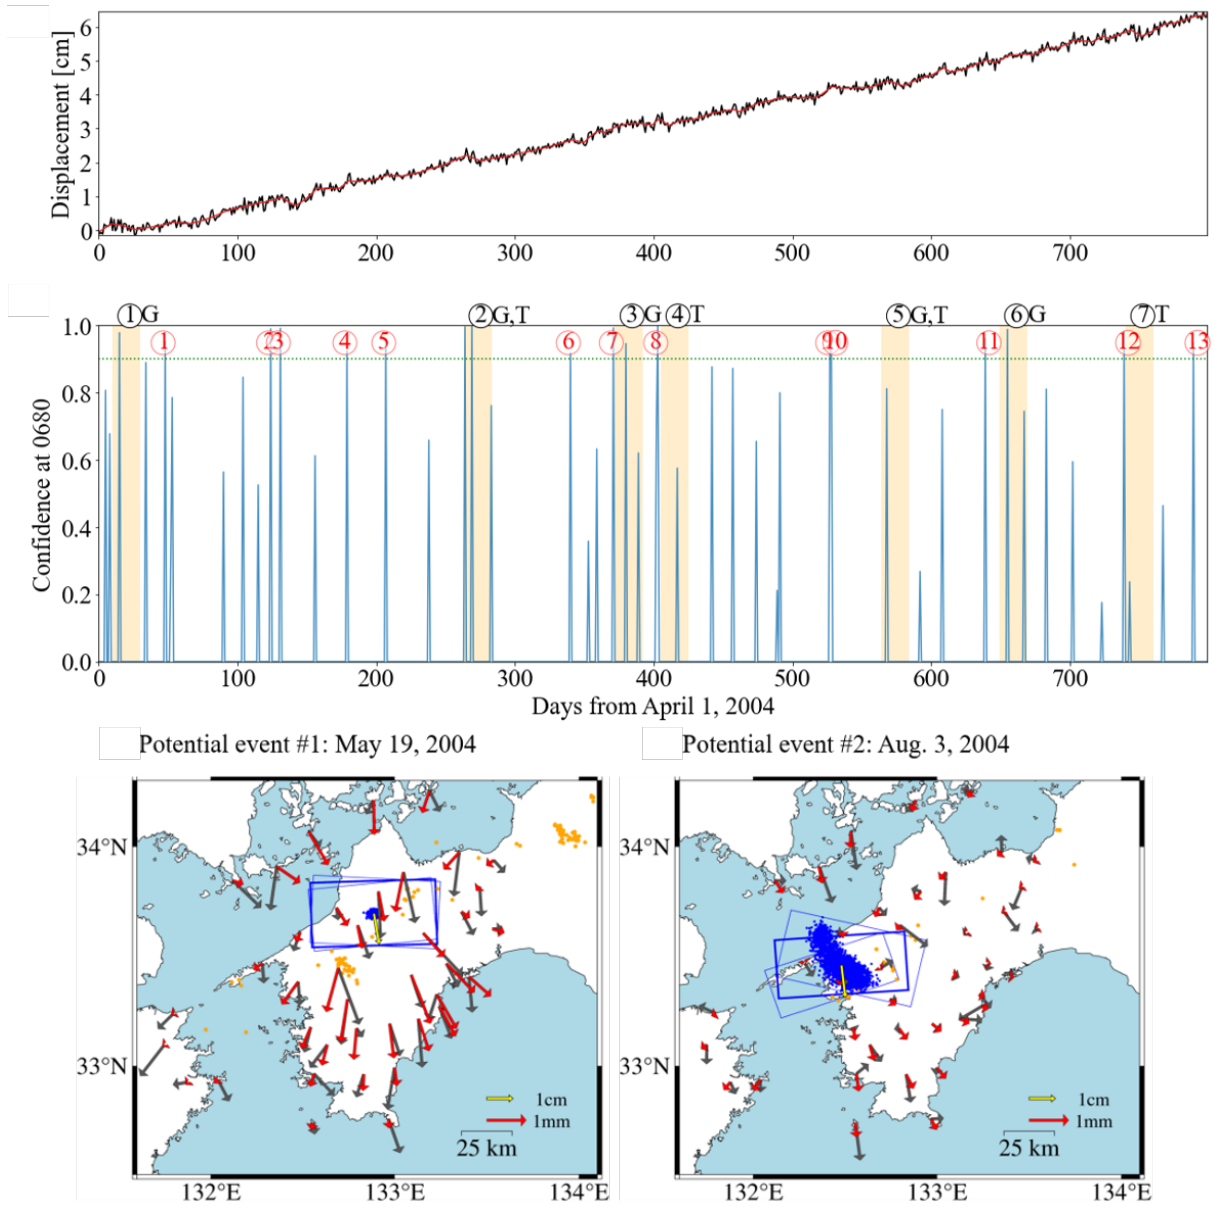 6
5
4
3
2
1
0
Displacement [cm]
0 100 200 300 400 500 600 700
①G ②G,T ③G ④T ⑤G,T ⑥G ⑦T
1 2 3 4 5 6 7 8 9 10 11 12 13
1.0
0.8
0.6
0.4
0.2
0.0
Confidence at 0680
0 100 200 300 400 500 600 700
Days from April 1, 2004
Potential event #1: May 19, 2004
34°N
33°N
1cm
1mm
25 km
132°E 133°E 134°E
Potential event #2: Aug. 3, 2004
34°N
33°N
1cm
1mm
25 km
132°E 133°E 134°E